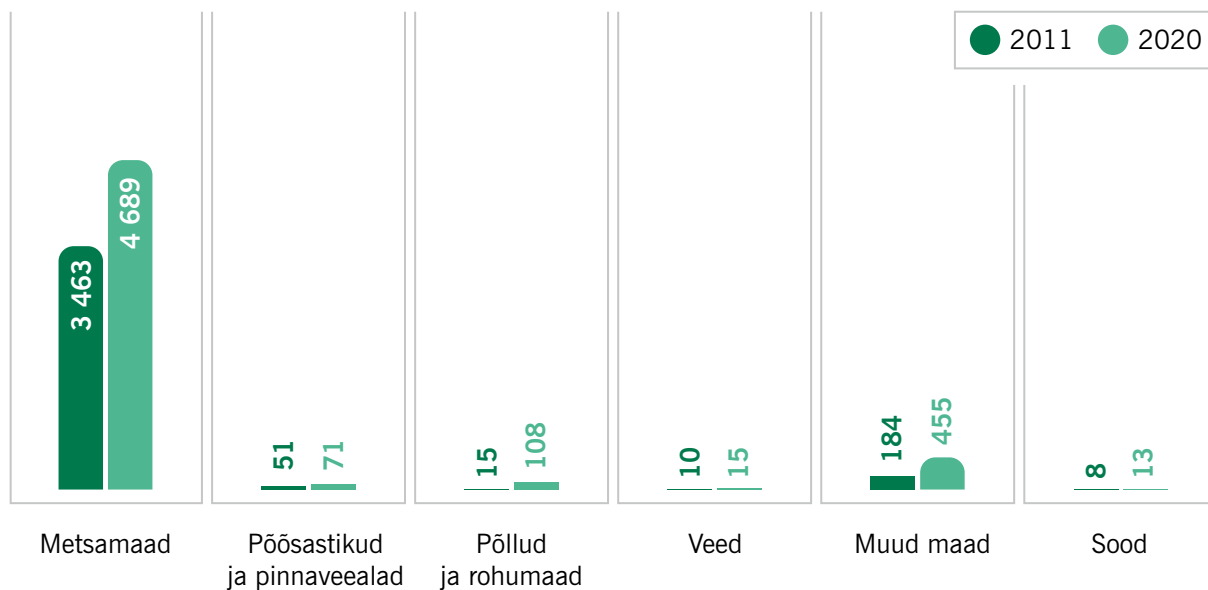 2011 2020
3 463
4 689
51
71
15
108
10
15
184
455
8
13
Metsamaad
Põõsastikud
ja pinnaveealad
Põllud
ja rohumaad
Veed
Muud maad
Sood